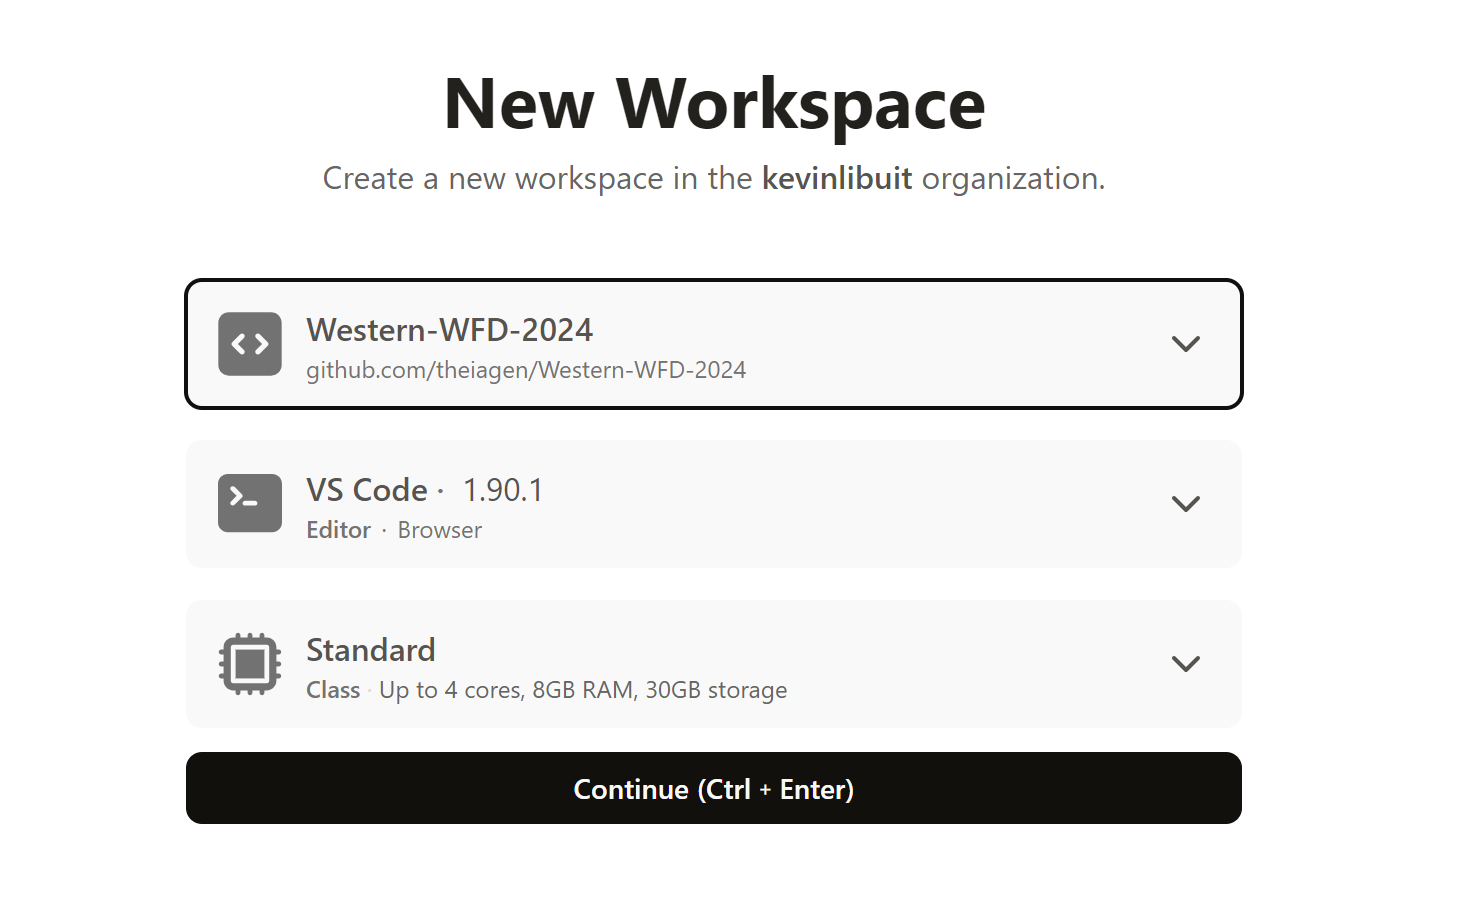 New Workspace
Create a new workspace in the kevinlibuit organization.
Western-WFD-2024
github.com/theiagen/Western-WFD-2024
VS Code · 1.90.1
Editor · Browser
Standard
Class · Up to 4 cores, 8GB RAM, 30GB storage
Continue (Ctrl + Enter)